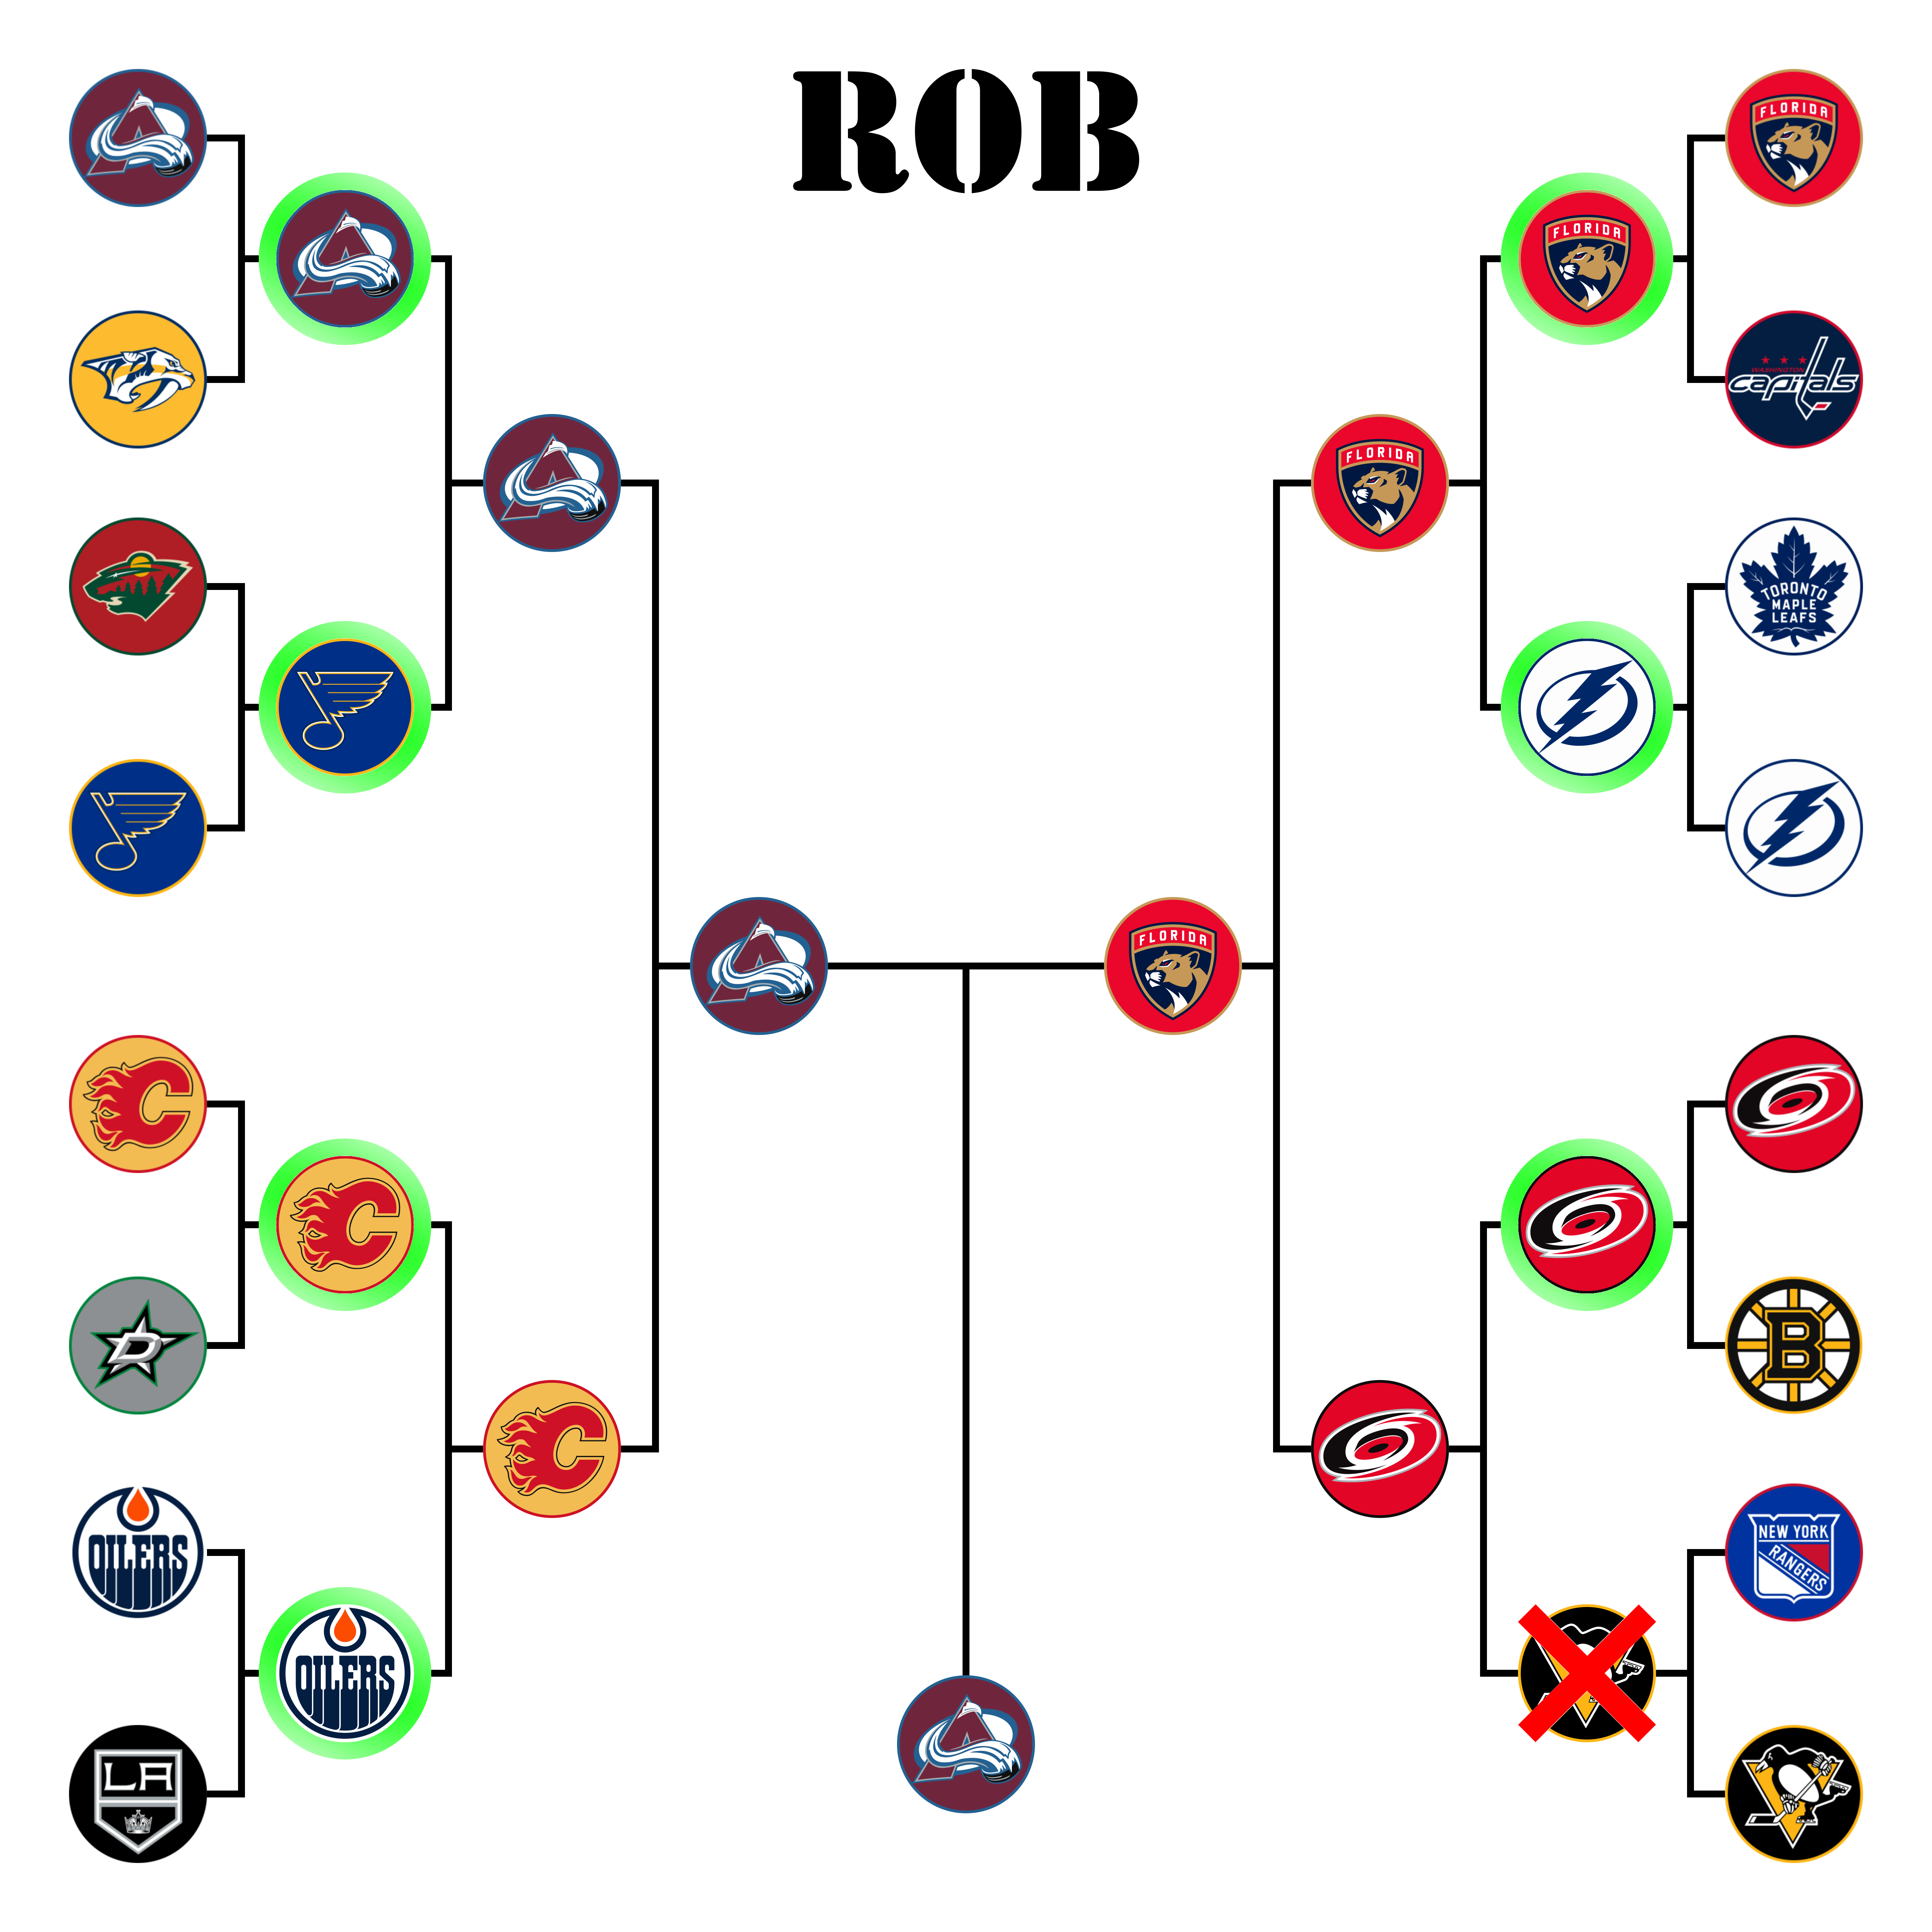 ROB
FLORIDA
FLORIDA
WASHINGTON
capitals
FLORIDA
TORONTO
MAPLE
LEAFS
FLORIDA
C
C
C
D
B
OILERS
NEW YORK
RANGERS
OILERS
LA